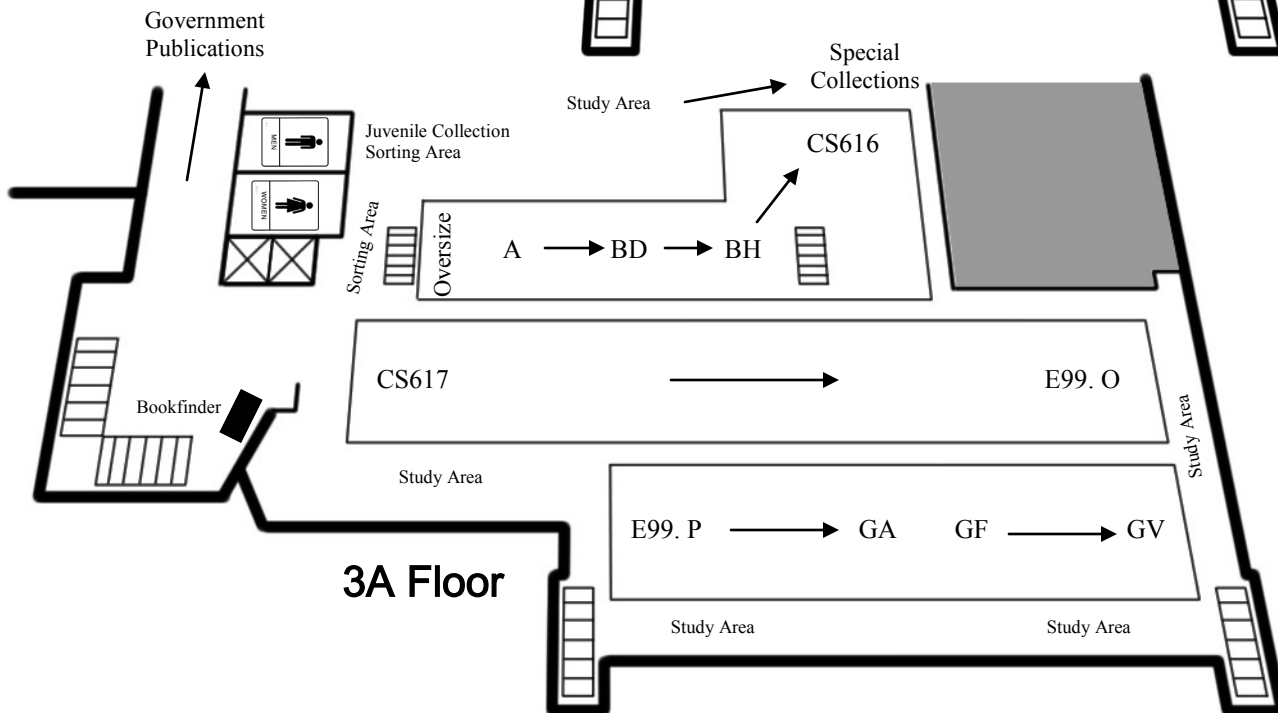 Government
Publications
Special
Collections
Study Area
MEN
Juvenile Collection
Sorting Area
CS616
WOMEN
Sorting Area
Oversize
A BD BH
CS617 E99. O
Bookfinder
Study Area
Study Area
E99. P GA GF GV
3A Floor
Study Area Study Area